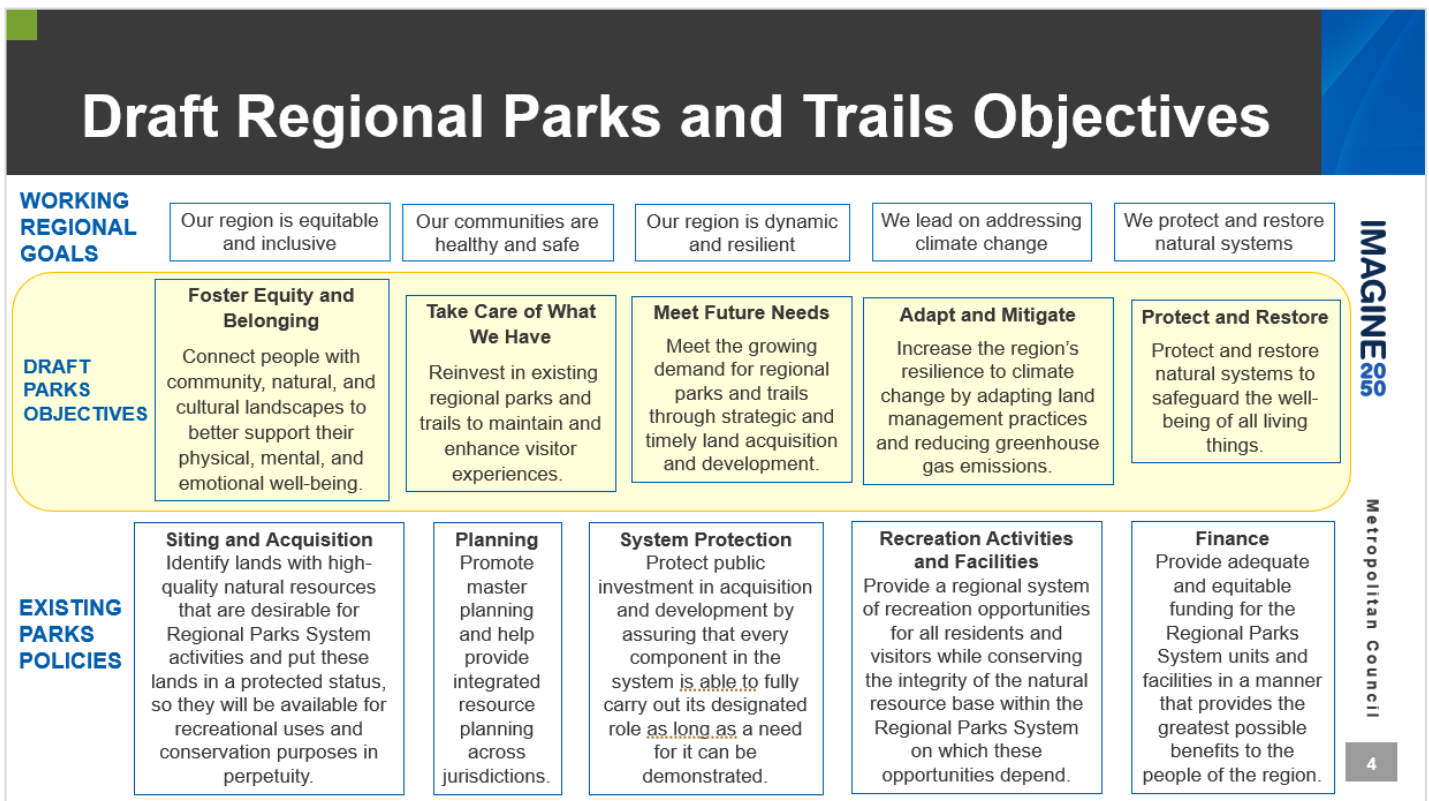 Draft Regional Parks and Trails Objectives
WORKING
REGIONAL
GOALS
Our region is equitable
and inclusive
Our communities are
healthy and safe
Our region is dynamic
and resilient
We lead on addressing
climate change
We protect and restore
natural systems
DRAFT
PARKS
OBJECTIVES
Foster Equity and
Belonging
Connect people with
community, natural, and
cultural landscapes to
better support their
physical, mental, and
emotional well-being.
Take Care of What
We Have
Reinvest in existing
regional parks and
trails to maintain and
enhance visitor
experiences.
Meet Future Needs
Meet the growing
demand for regional
parks and trails
through strategic and
timely land acquisition
and development.
Adapt and Mitigate
Increase the region’s
resilience to climate
change by adapting land
management practices
and reducing greenhouse
gas emissions.
Protect and Restore
Protect and restore
natural systems to
safeguard the well-
being of all living
things.
EXISTING
PARKS
POLICIES
Siting and Acquisition
Identify lands with high-
quality natural resources
that are desirable for
Regional Parks System
activities and put these
lands in a protected status,
so they will be available for
recreational uses and
conservation purposes in
perpetuity.
Planning
Promote
master
planning
and help
provide
integrated
resource
planning
across
jurisdictions.
System Protection
Protect public
investment in acquisition
and development by
assuring that every
component in the
system is able to fully
carry out its designated
role as long as a need
for it can be
demonstrated.
Recreation Activities
and Facilities
Provide a regional system
of recreation opportunities
for all residents and
visitors while conserving
the integrity of the natural
resource base within the
Regional Parks System
on which these
opportunities depend.
Finance
Provide adequate
and equitable
funding for the
Regional Parks
System units and
facilities in a manner
that provides the
greatest possible
benefits to the
people of the region.
IMAGINE 2050
Metropolitan Council
4